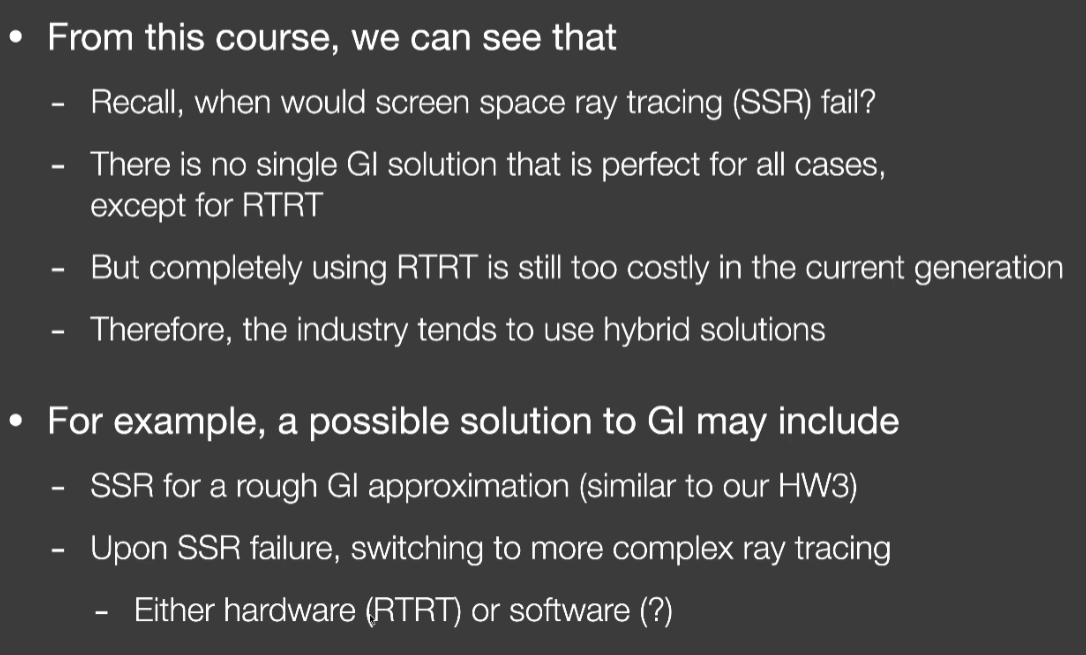 • From this course, we can see that
- Recall, when would screen space ray tracing (SSR) fail?
- There is no single GI solution that is perfect for all cases,
except for RTRT
- But completely using RTRT is still too costly in the current generation
- Therefore, the industry tends to use hybrid solutions
• For example, a possible solution to GI may include
- SSR for a rough GI approximation (similar to our HW3)
- Upon SSR failure, switching to more complex ray tracing
- Either hardware (RTRT) or software (?)